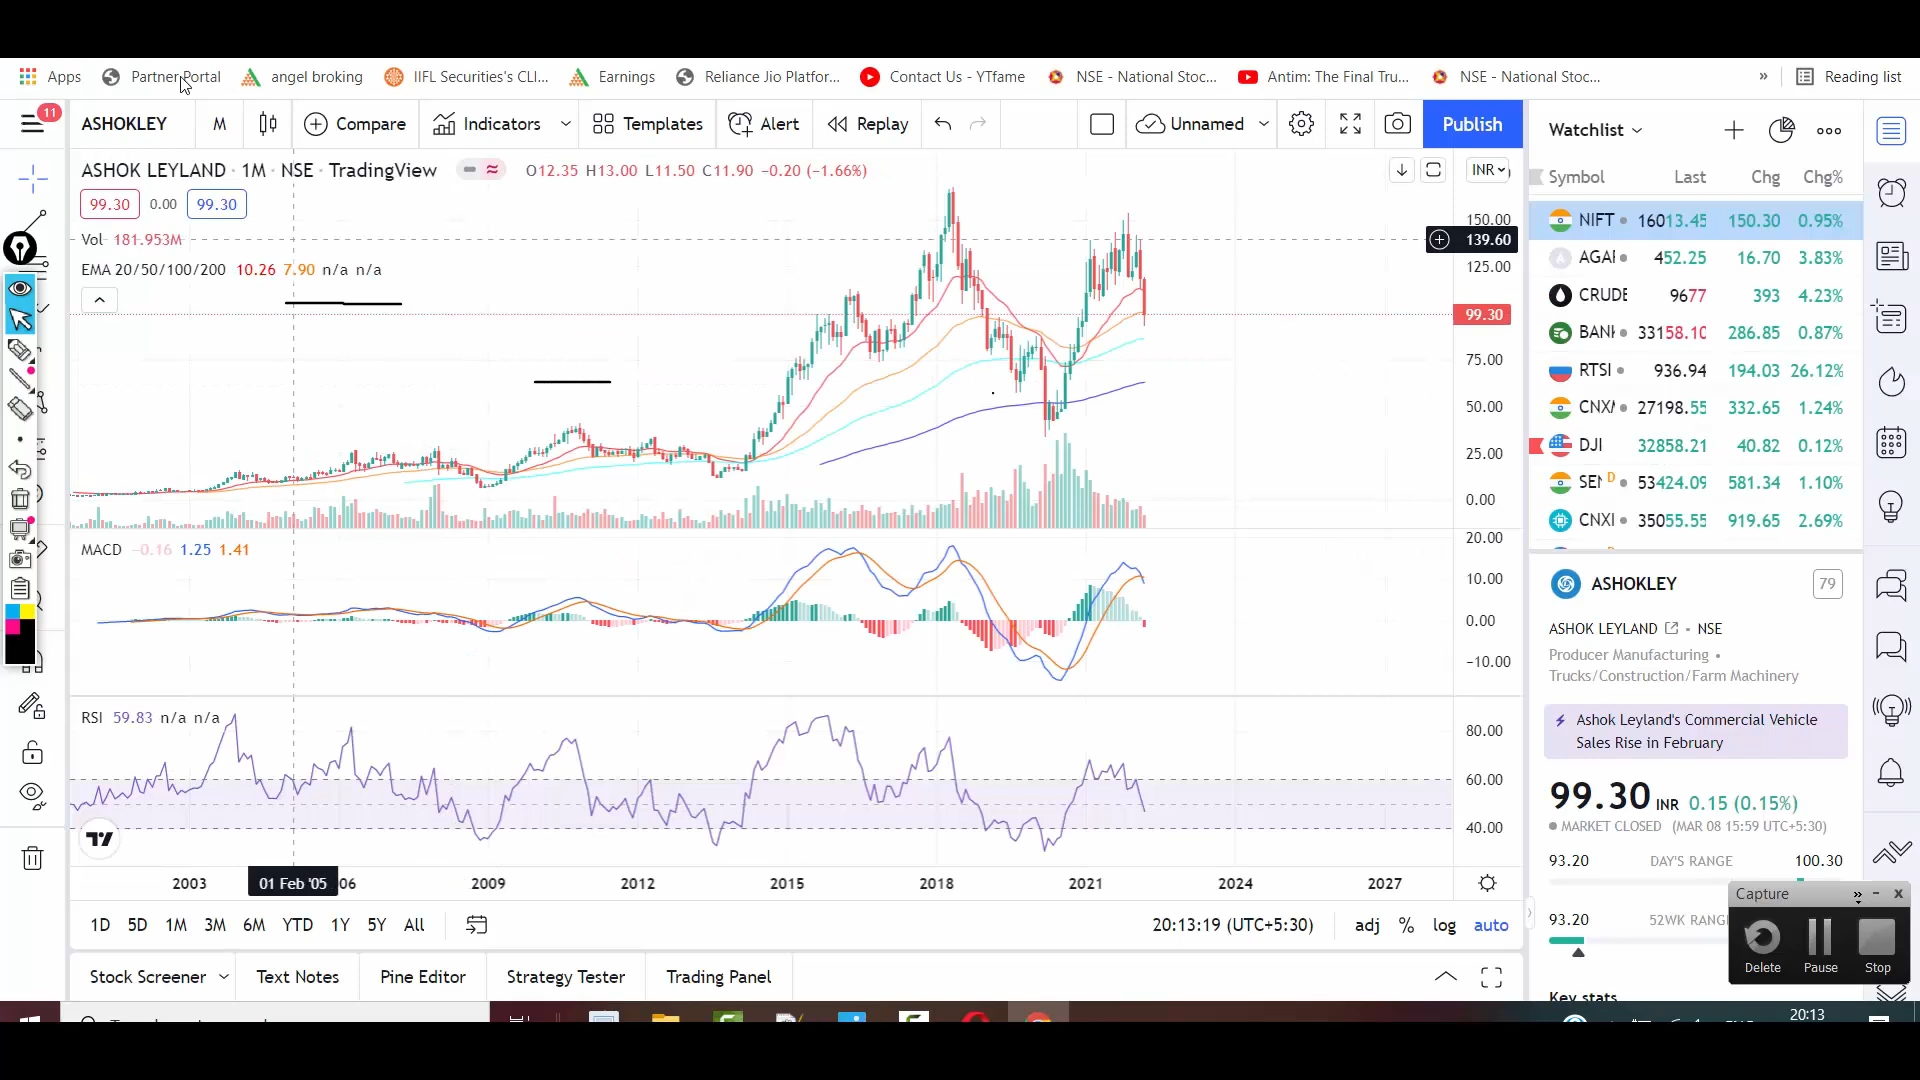 Apps Partner Portal angel broking IIFL Securities's CLI... Earnings Reliance Jio Platfor... Contact Us - YTfame NSE - National Stoc... Antim: The Final Tru... NSE - National Stoc... » Reading list
11
ASHOKLEY M Compare Indicators Templates Alert Replay Unnamed Publish
ASHOK LEYLAND · 1M · NSE · TradingView O12.35 H13.00 L11.50 C11.90 −0.20 (−1.66%) INR
99.30 0.00 99.30
Vol 181.953M
EMA 20/50/100/200 10.26 7.90 n/a n/a
150.00
139.60
125.00
99.30
75.00
50.00
25.00
0.00
MACD −0.16 1.25 1.41
20.00
10.00
0.00
−10.00
RSI 59.83 n/a n/a
80.00
60.00
40.00
2003 01 Feb '05 06 2009 2012 2015 2018 2021 2024 2027
1D 5D 1M 3M 6M YTD 1Y 5Y All 20:13:19 (UTC+5:30) adj % log auto
Stock Screener Text Notes Pine Editor Strategy Tester Trading Panel
Watchlist
Symbol Last Chg Chg%
NIFT 16013.45 150.30 0.95%
AGAI 452.25 16.70 3.83%
CRUDE 9677 393 4.23%
BANI 33158.10 286.85 0.87%
RTSI 936.94 194.03 26.12%
CNX 27198.55 332.65 1.24%
DJI 32858.21 40.82 0.12%
SEN D 53424.09 581.34 1.10%
CNXI 35055.55 919.65 2.69%
ASHOKLEY 79
ASHOK LEYLAND • NSE
Producer Manufacturing •
Trucks/Construction/Farm Machinery
Ashok Leyland's Commercial Vehicle
Sales Rise in February
99.30 INR 0.15 (0.15%)
MARKET CLOSED (MAR 08 15:59 UTC+5:30)
93.20 DAY'S RANGE 100.30
93.20 52WK RANG
Key stats
Capture » − x
Delete Pause Stop
20:13